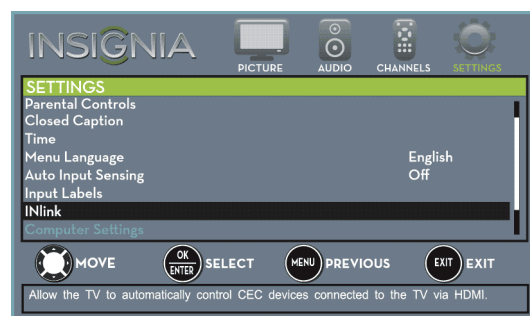 INSIGNIA
PICTURE AUDIO CHANNELS SETTINGS
SETTINGS
Parental Controls
Closed Caption
Time
Menu Language English
Auto Input Sensing Off
Input Labels
INlink
Computer Settings
MOVE OK ENTER SELECT MENU PREVIOUS EXIT EXIT
Allow the TV to automatically control CEC devices connected to the TV via HDMI.